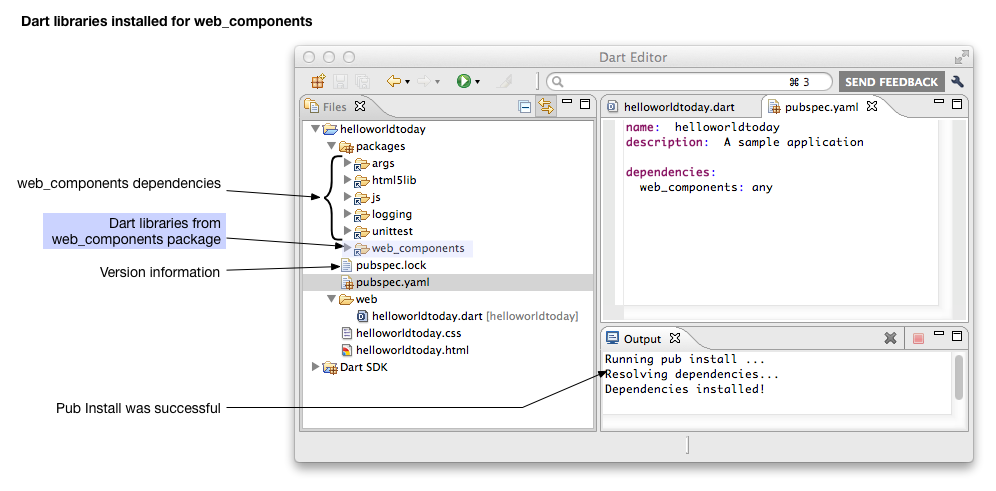 Dart libraries installed for web_components
Dart Editor
⌘ 3
SEND FEEDBACK
Files
helloworldtoday
packages
args
html5lib
js
logging
unittest
web_components
pubspec.lock
pubspec.yaml
web
helloworldtoday.dart [helloworldtoday]
helloworldtoday.css
helloworldtoday.html
Dart SDK
web_components dependencies
Dart libraries from
web_components package
Version information
Pub Install was successful
helloworldtoday.dart
pubspec.yaml
name: helloworldtoday
description: A sample application
dependencies:
web_components: any
Output
Running pub install ...
Resolving dependencies...
Dependencies installed!